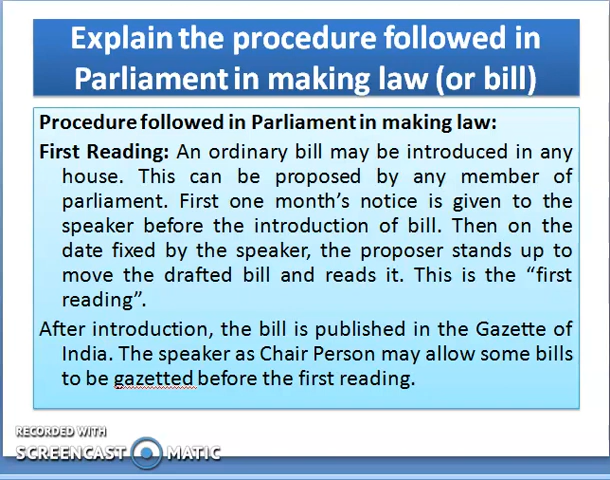 Explain the procedure followed in
Parliament in making law (or bill)
Procedure followed in Parliament in making law:
First Reading: An ordinary bill may be introduced in any
house. This can be proposed by any member of
parliament. First one month's notice is given to the
speaker before the introduction of bill. Then on the
date fixed by the speaker, the proposer stands up to
move the drafted bill and reads it. This is the “first
reading”.
After introduction, the bill is published in the Gazette of
India. The speaker as Chair Person may allow some bills
to be gazetted before the first reading.
RECORDED WITH
SCREENCAST MATIC